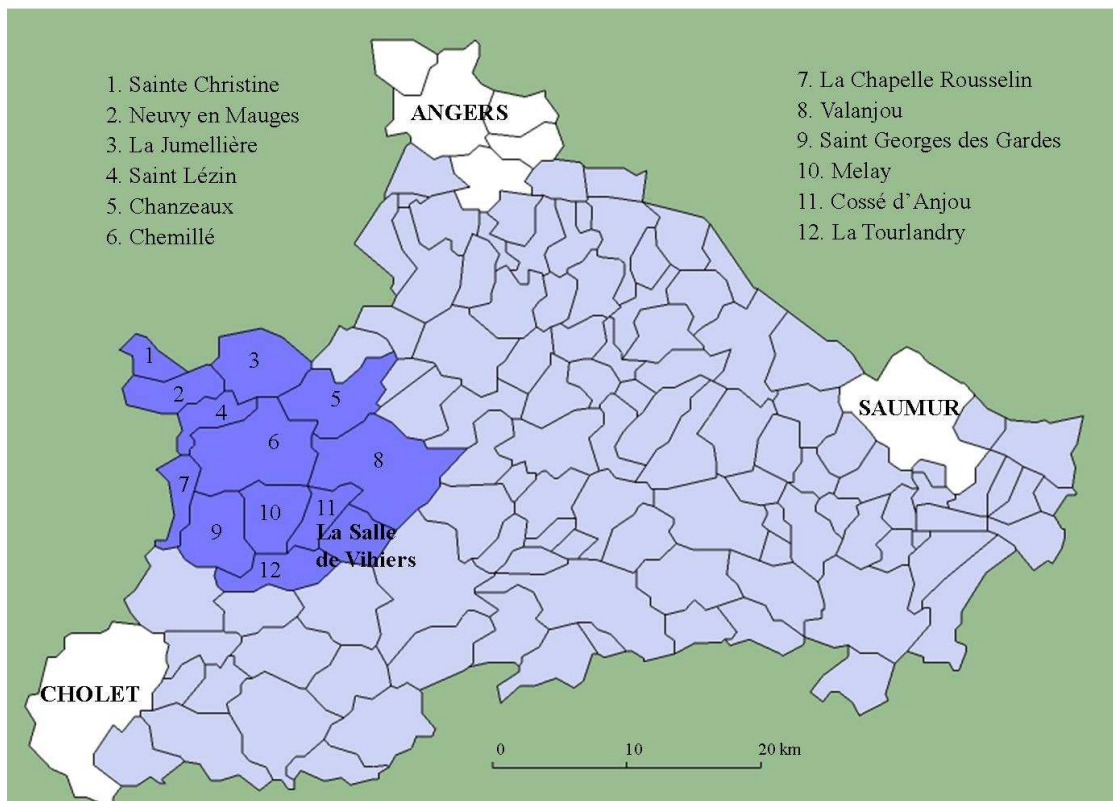 1. Sainte Christine
2. Neuvy en Mauges
3. La Jumellière
4. Saint Lézin
5. Chanzeaux
6. Chemillé
7. La Chapelle Rousselin
8. Valanjou
9. Saint Georges des Gardes
10. Melay
11. Cossé d'Anjou
12. La Tourlandry
ANGERS
1
3
2
4
5
SAUMUR
6
8
7
10
11
9
La Salle
de Vihiers
12
CHOLET
0
10
20 km